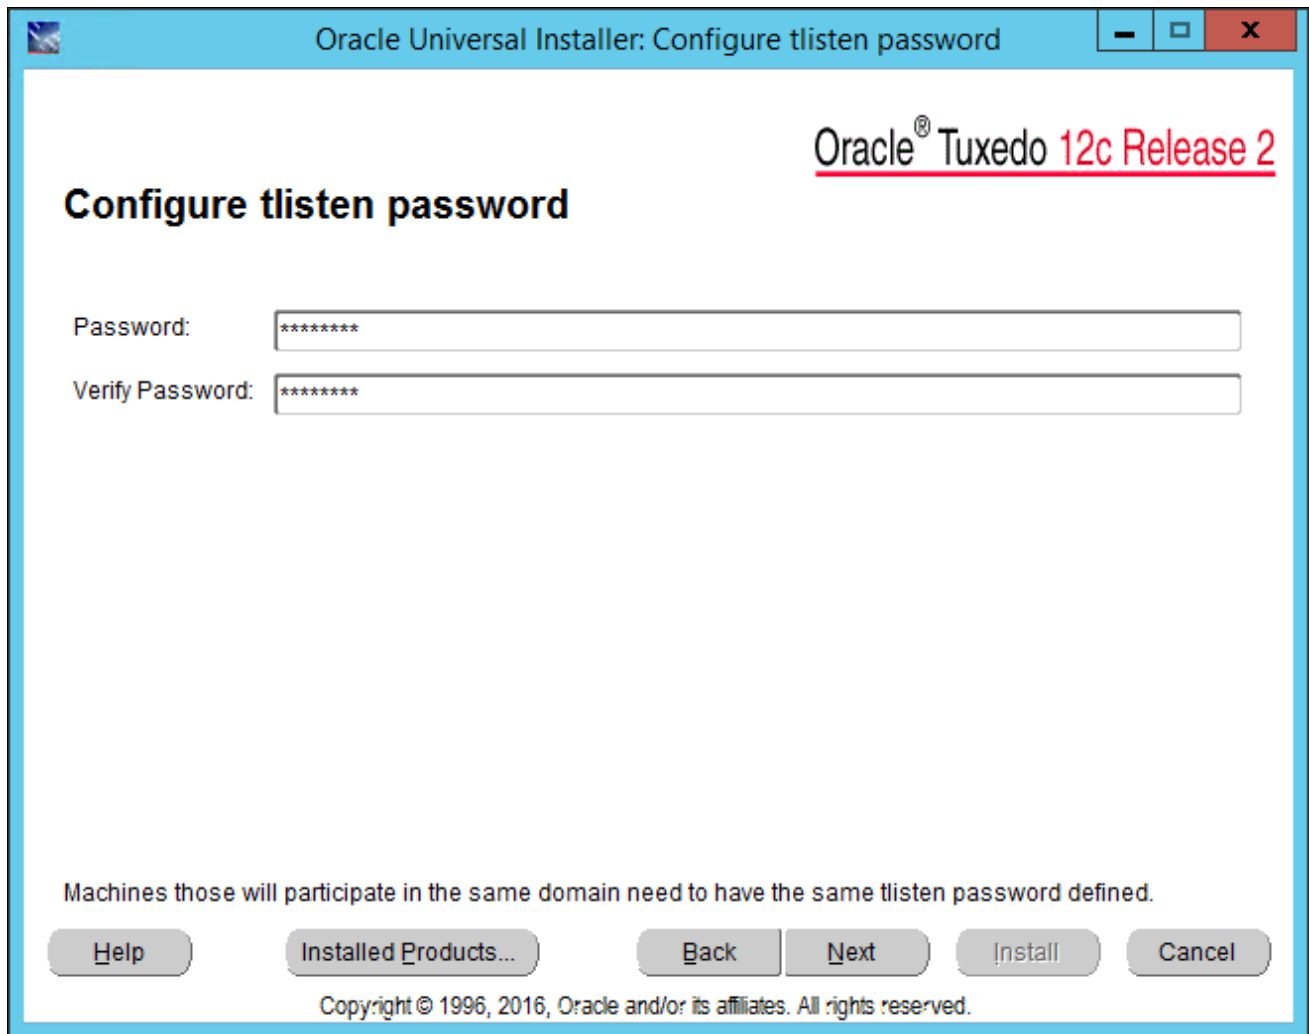 Oracle Universal Installer: Configure tlisten password
Oracle® Tuxedo 12c Release 2
Configure tlisten password
Password: ********
Verify Password: ********
Machines those will participate in the same domain need to have the same tlisten password defined.
Help Installed Products... Back Next Install Cancel
Copyright © 1996, 2016, Oracle and/or its affiliates. All rights reserved.